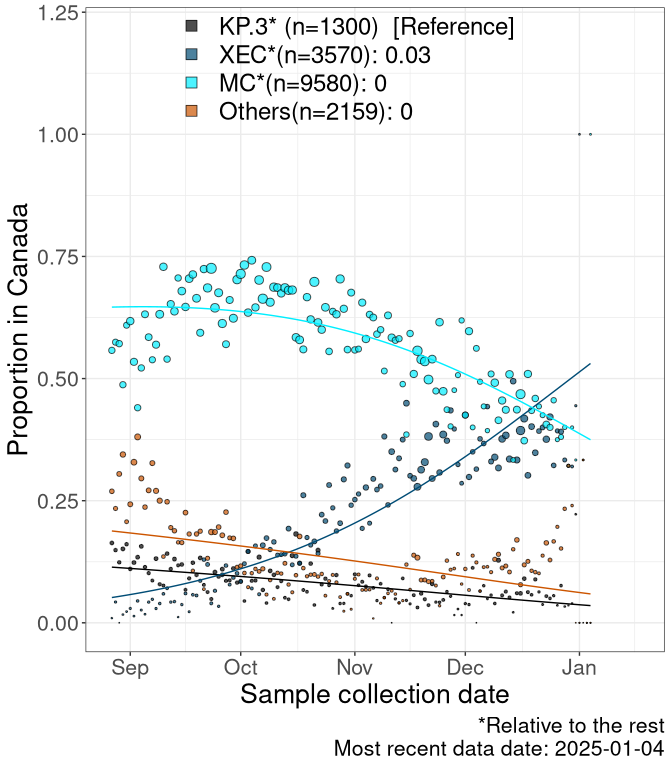 KP.3* (n=1300)  [Reference]
XEC*(n=3570): 0.03
MC*(n=9580): 0
Others(n=2159): 0
1.25
1.00
0.75
0.50
0.25
0.00
Proportion in Canada
Sep Oct Nov Dec Jan
Sample collection date
*Relative to the rest
Most recent data date: 2025-01-04